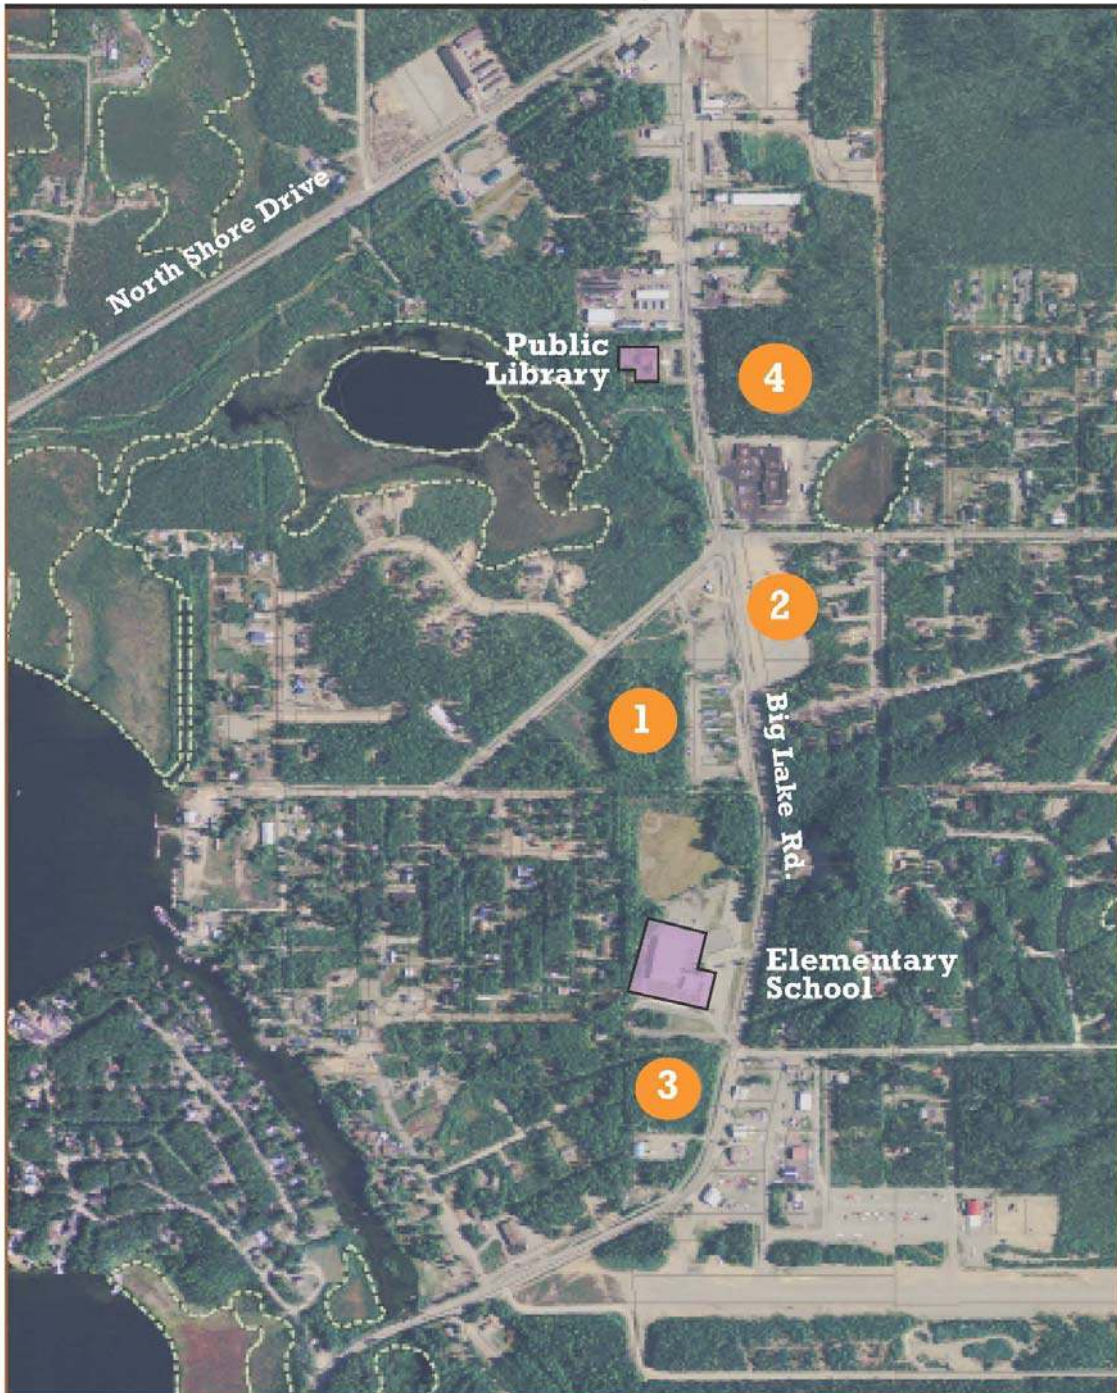 North Shore Drive
Public
Library
4
2
1
Big Lake Rd.
Elementary
School
3